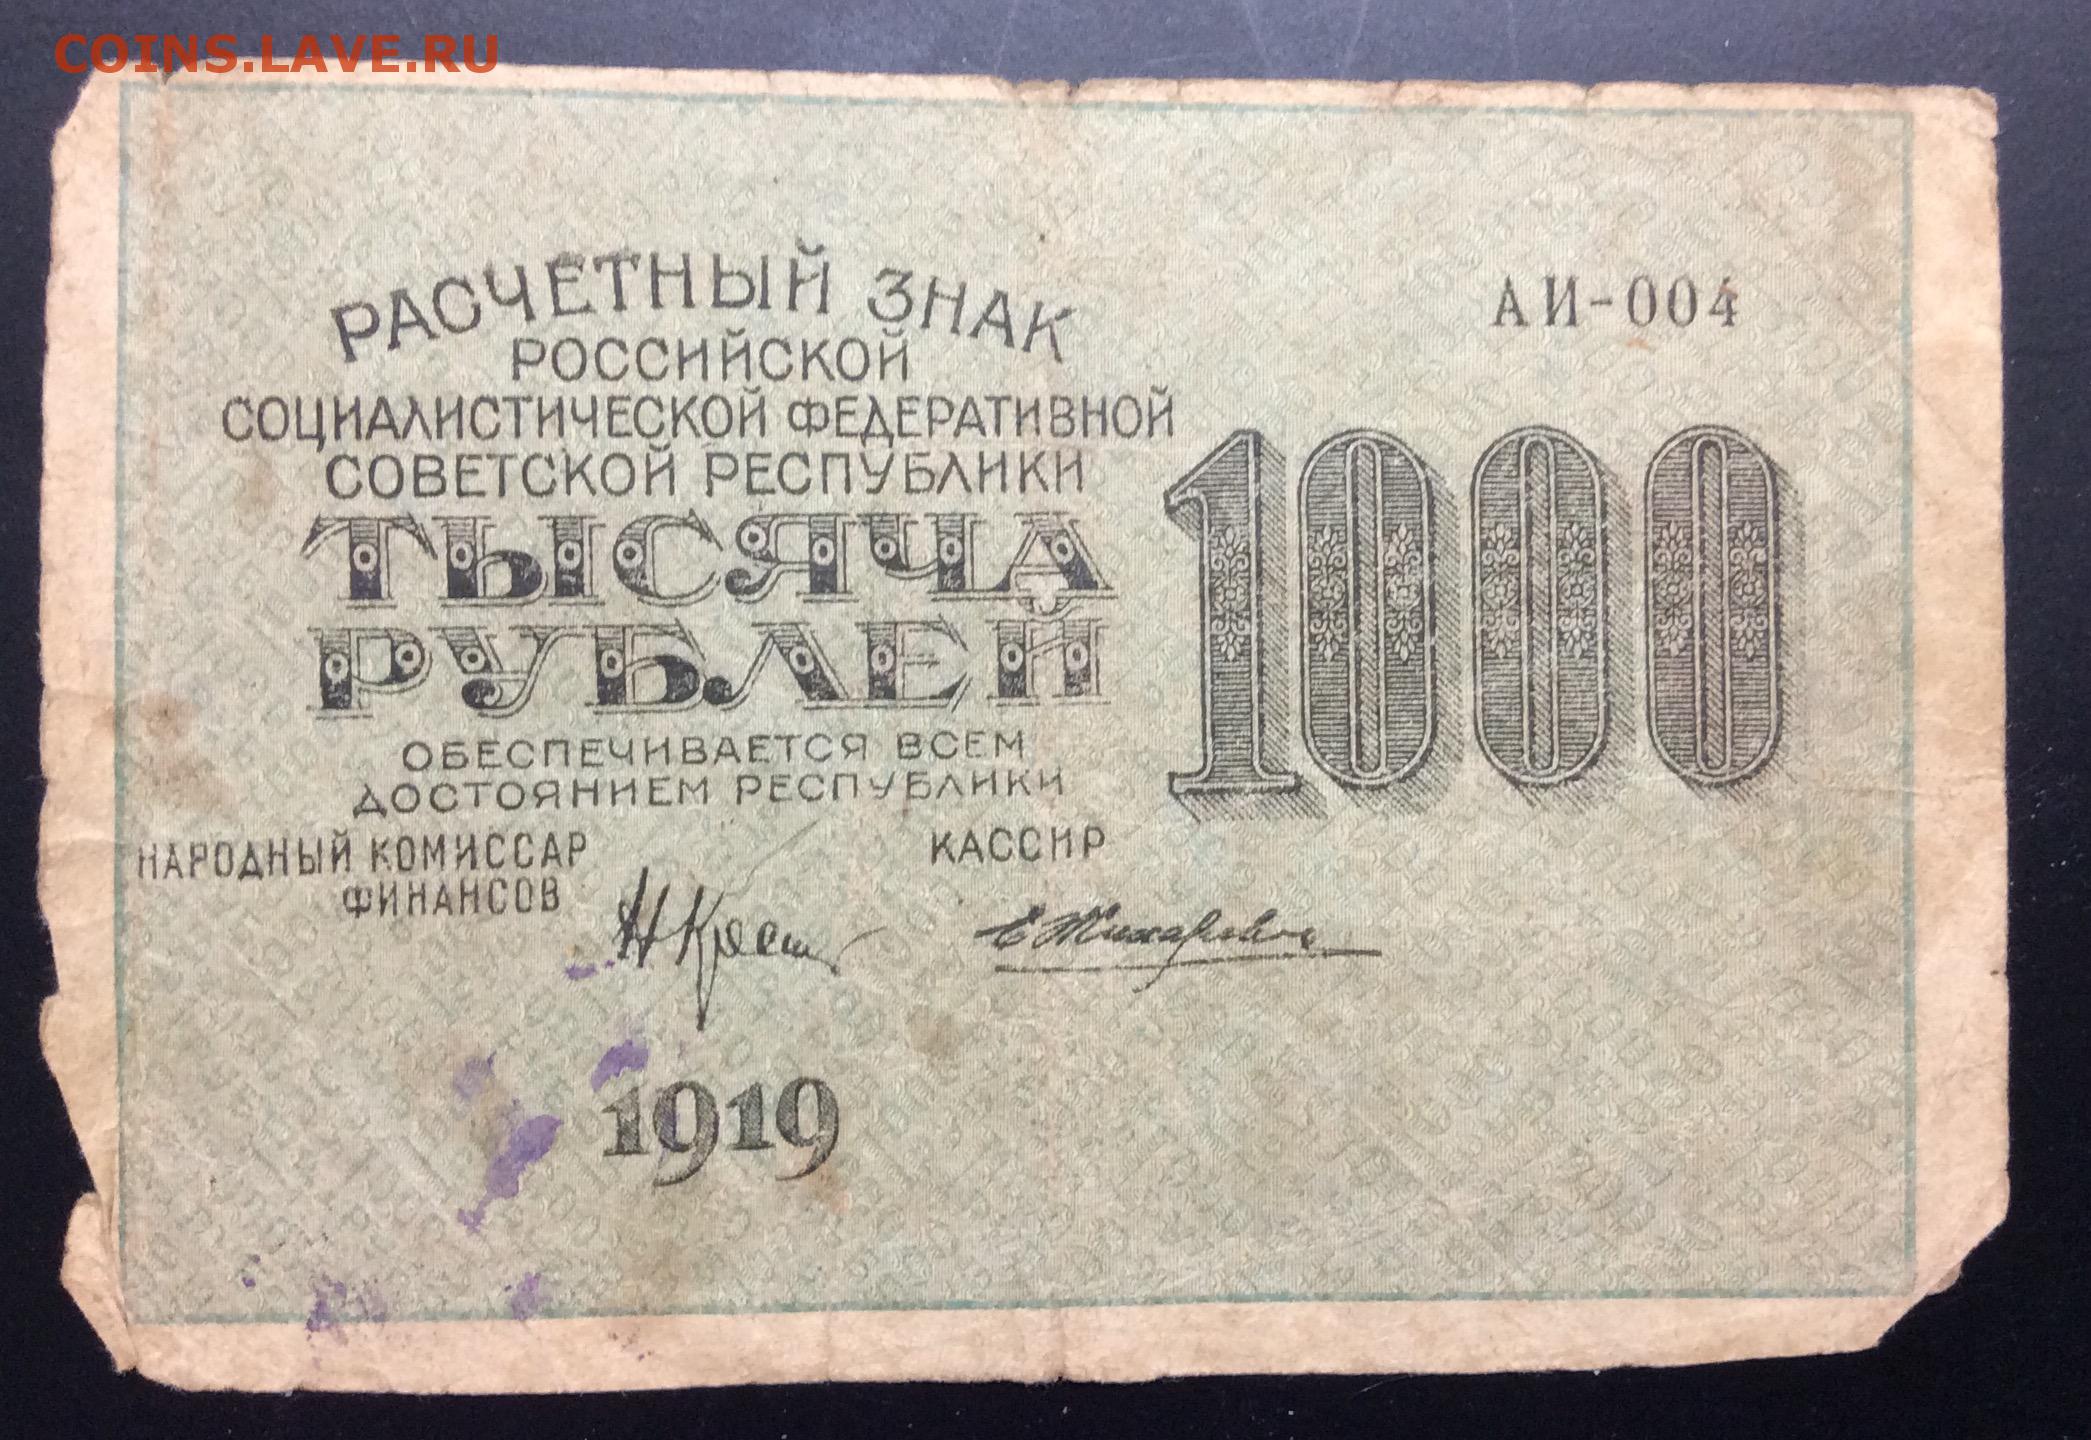 COINS.LAVE.RU
РАСЧЕТНЫЙ ЗНАК
РОССИЙСКОЙ
СОЦИАЛИСТИЧЕСКОЙ ФЕДЕРАТИВНОЙ
СОВЕТСКОЙ РЕСПУБЛИКИ
ТЫСЯЧА
РУБЛЕЙ
ОБЕСПЕЧИВАЕТСЯ ВСЕМ
ДОСТОЯНИЕМ РЕСПУБЛИКИ
НАРОДНЫЙ КОМИССАР
ФИНАНСОВ
КАССИР
1919
АИ-004
1000